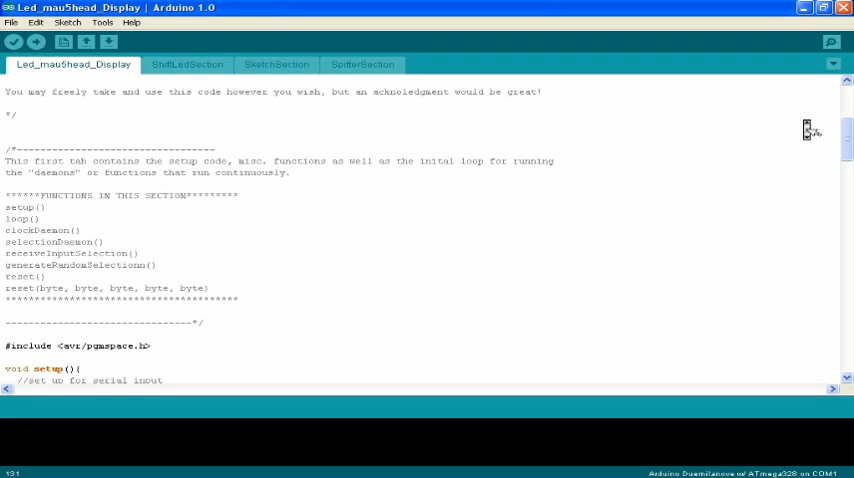 Led_mau5head_Display | Arduino 1.0
File Edit Sketch Tools Help
Led_mau5head_Display ShiftLedSection SketchSection SpitterSection
You may freely take and use this code however you wish, but an acknoledgment would be great!
*/
/*----------------------------------
This first tab contains the setup code, misc. functions as well as the inital loop for running
the "daemons" or functions that run continuously.
******FUNCTIONS IN THIS SECTION*********
setup()
loop()
clockDaemon()
selectionDaemon()
receiveInputSelection()
generateRandomSelectionn()
reset()
reset(byte, byte, byte, byte, byte)
****************************************
--------------------------------*/
#include <avr/pgmspace.h>
void setup(){
//set up for serial input
131
Arduino Duemilanove w/ ATmega328 on COM1